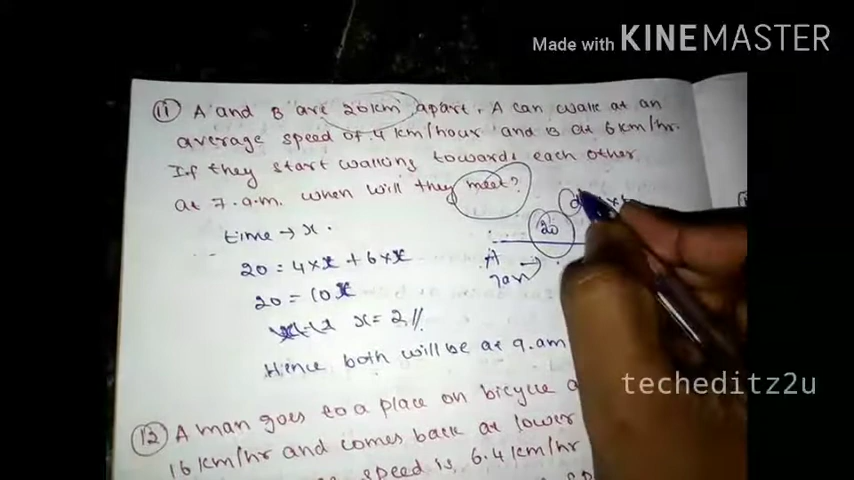 Made with KINEMASTER
(11) A and B are 20km apart. A can walk at an
average speed of 4 km/hour and B at 6km/hr.
If they start walking towards each other
at 7.a.m. when will they meet?
time → x.
20
20 = 4×x + 6×x
A
20 = 10x
7am
x = 2//
Hence both will be at 9.am
techeditz2u
(12) A man goes to a place on bicycle a
16 km/hr and comes back at lower
speed is 6.4 km/hr